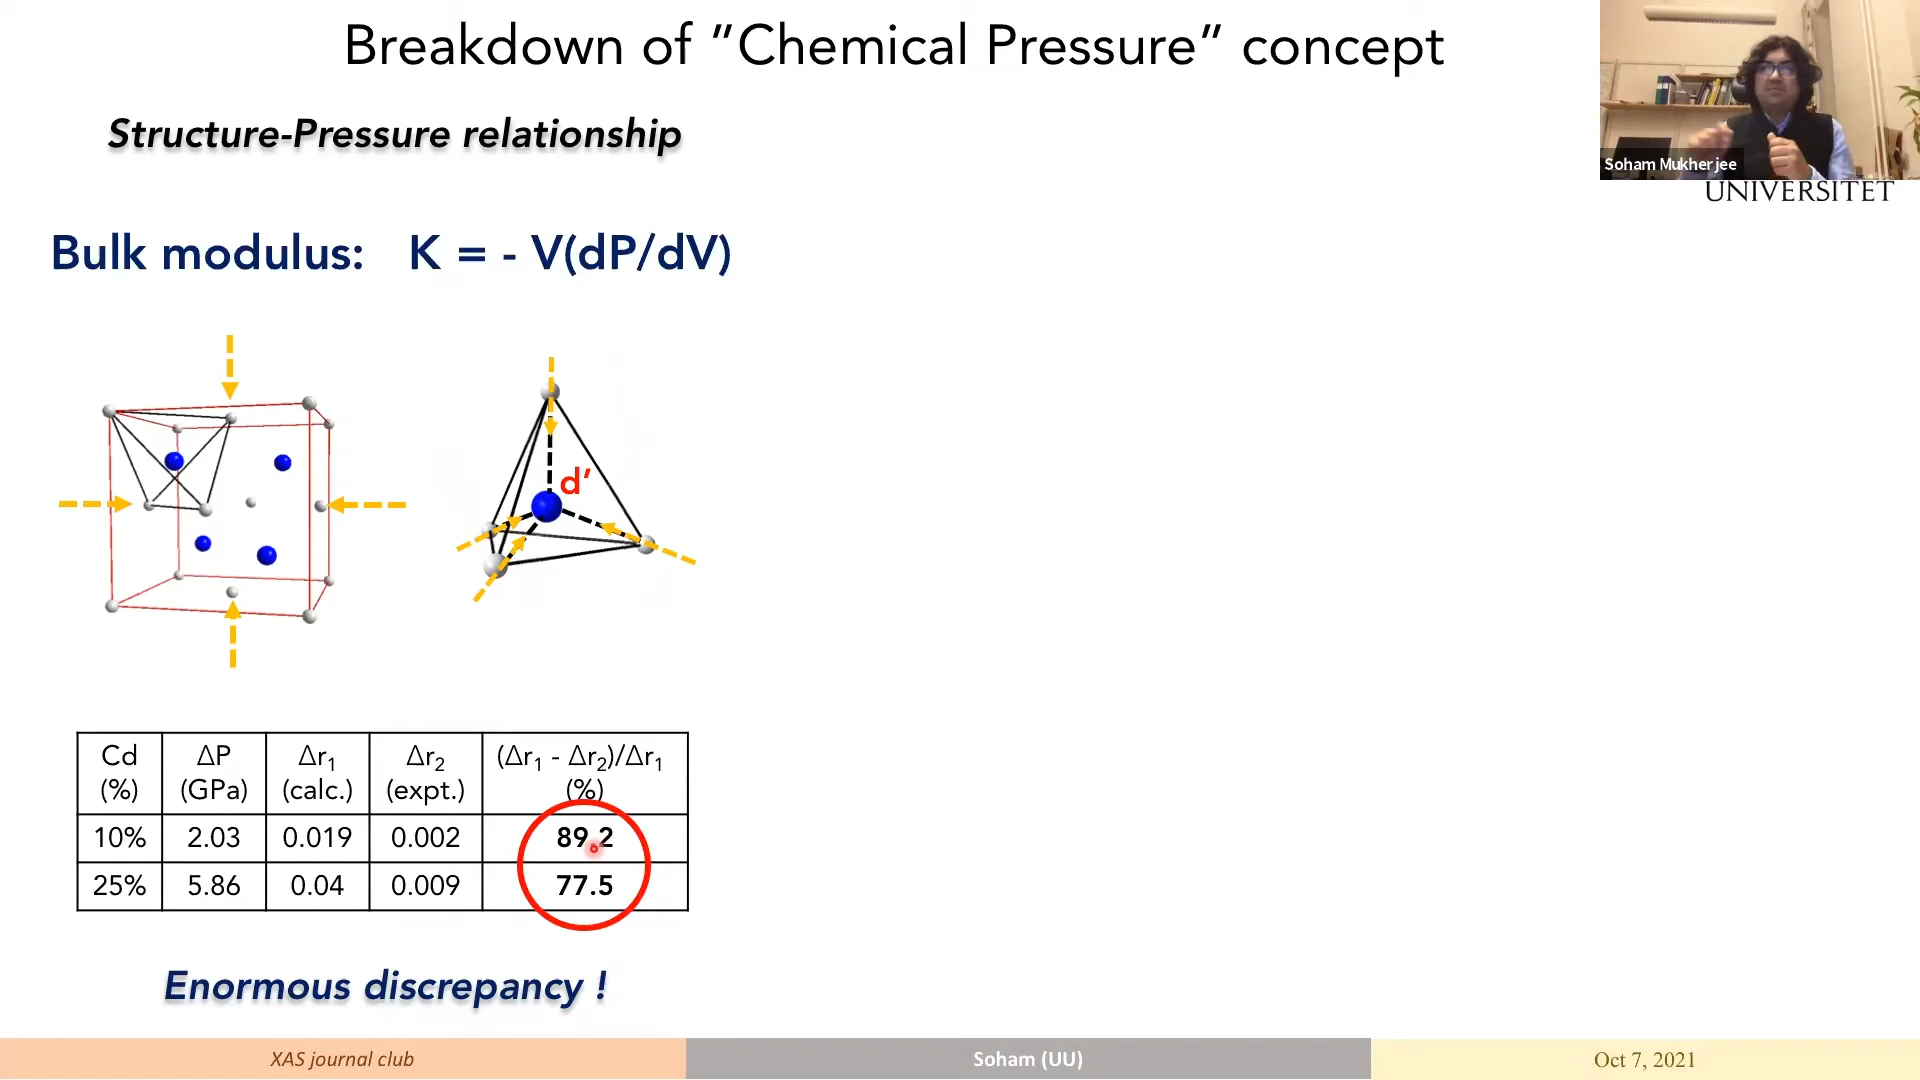 Breakdown of ”Chemical Pressure” concept
Structure-Pressure relationship
Soham Mukherjee
UNIVERSITET
Bulk modulus: K = - V(dP/dV)
d’
Cd (%) ΔP (GPa) Δr1 (calc.) Δr2 (expt.) (Δr1 - Δr2)/Δr1 (%)
10% 2.03 0.019 0.002 89.2
25% 5.86 0.04 0.009 77.5
Enormous discrepancy !
XAS journal club
Soham (UU)
Oct 7, 2021